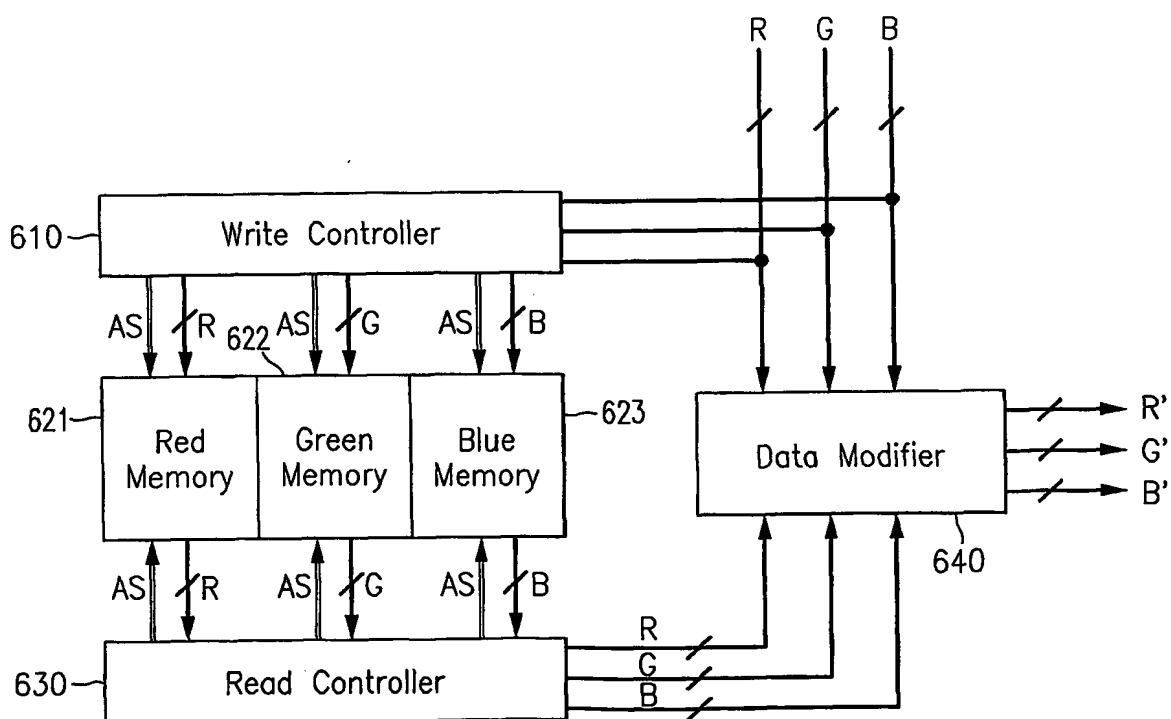 R G B
610 Write Controller
AS R AS G AS B
622
621 Red Memory Green Memory Blue Memory 623
Data Modifier
R'
G'
B'
640
AS R AS G AS B
630 Read Controller
R
G
B